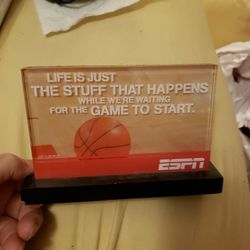 LIFE IS JUST
THE STUFF THAT HAPPENS
WHILE WE'RE WAITING
FOR THE GAME TO START.
ESPN